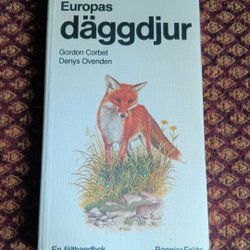 Europas
däggdjur
Gordon Corbet
Denys Ovenden
En fälthandbok
Bonnier Fakta